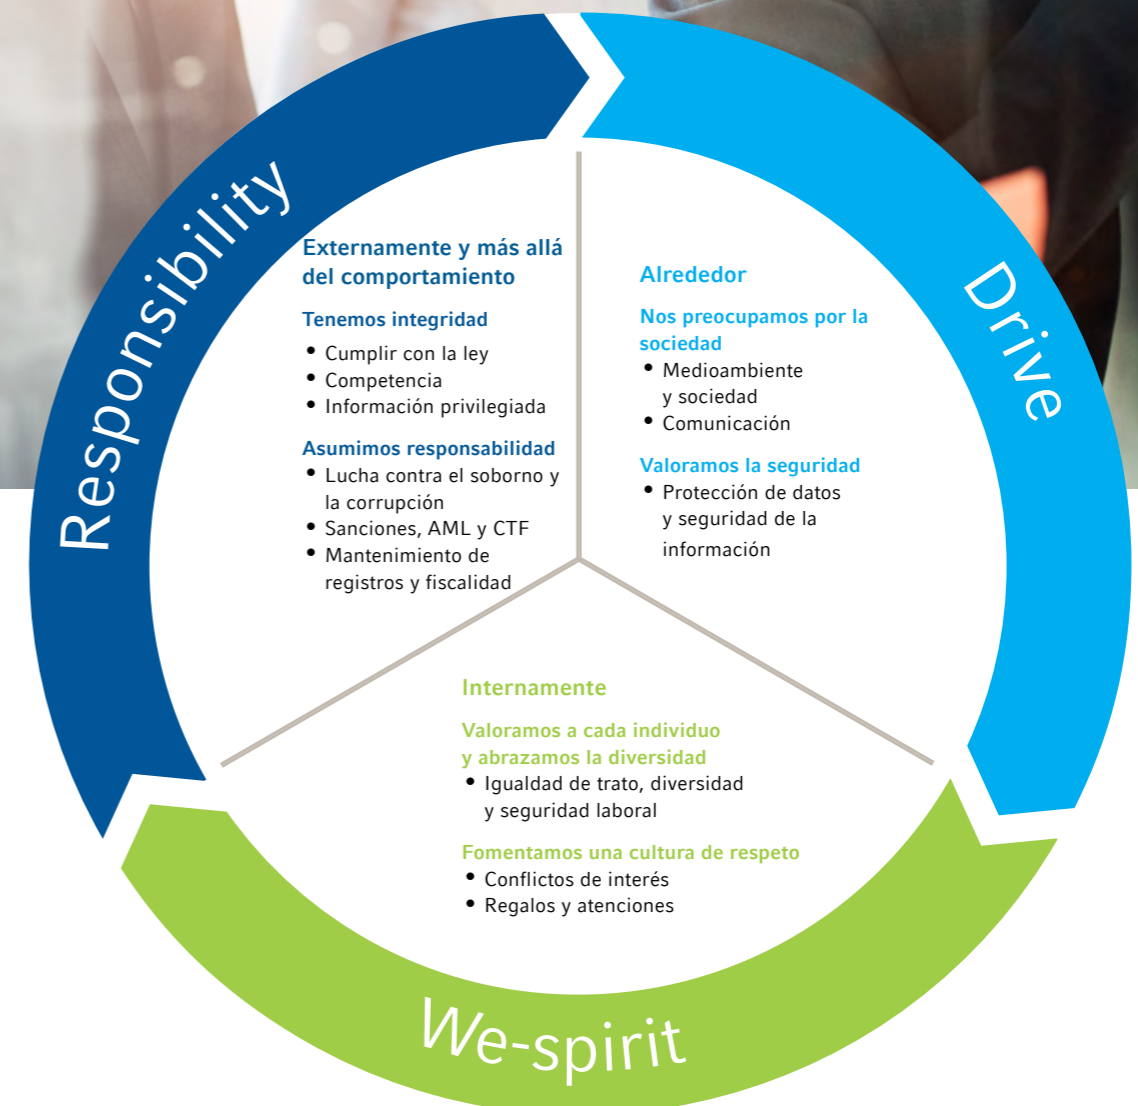 Responsibility
Externamente y más allá
del comportamiento
Tenemos integridad
• Cumplir con la ley
• Competencia
• Información privilegiada
Asumimos responsabilidad
• Lucha contra el soborno y
la corrupción
• Sanciones, AML y CTF
• Mantenimiento de
registros y fiscalidad
Drive
Alrededor
Nos preocupamos por la
sociedad
• Medioambiente
y sociedad
• Comunicación
Valoramos la seguridad
• Protección de datos
y seguridad de la
información
Internamente
Valoramos a cada individuo
y abrazamos la diversidad
• Igualdad de trato, diversidad
y seguridad laboral
Fomentamos una cultura de respeto
• Conflictos de interés
• Regalos y atenciones
We-spirit